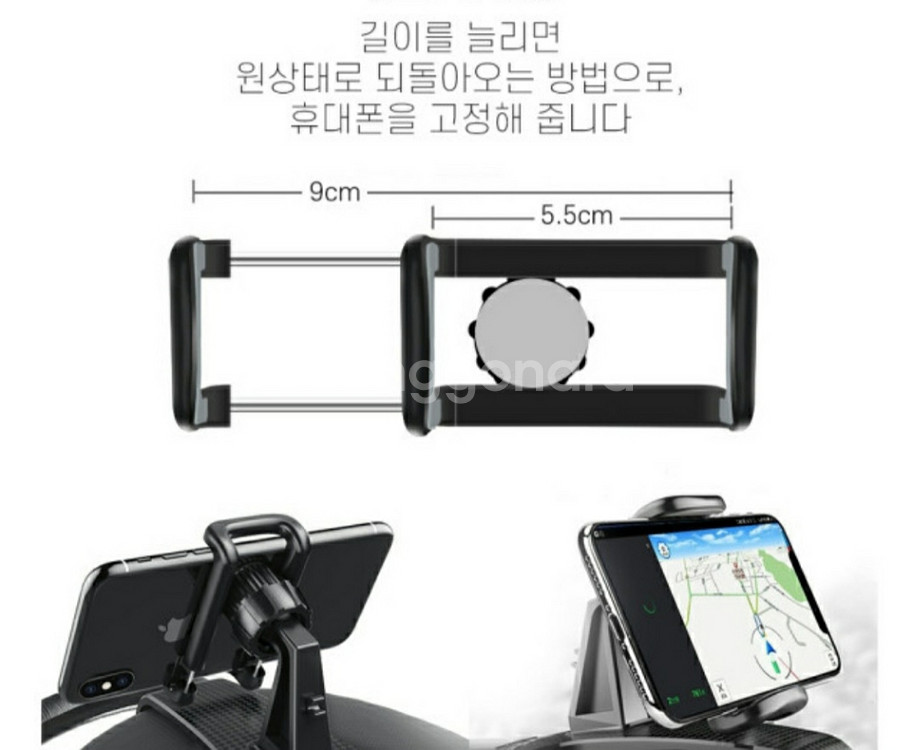 길이를 늘리면
원상태로 되돌아오는 방법으로,
휴대폰을 고정해 줍니다
9cm
5.5cm